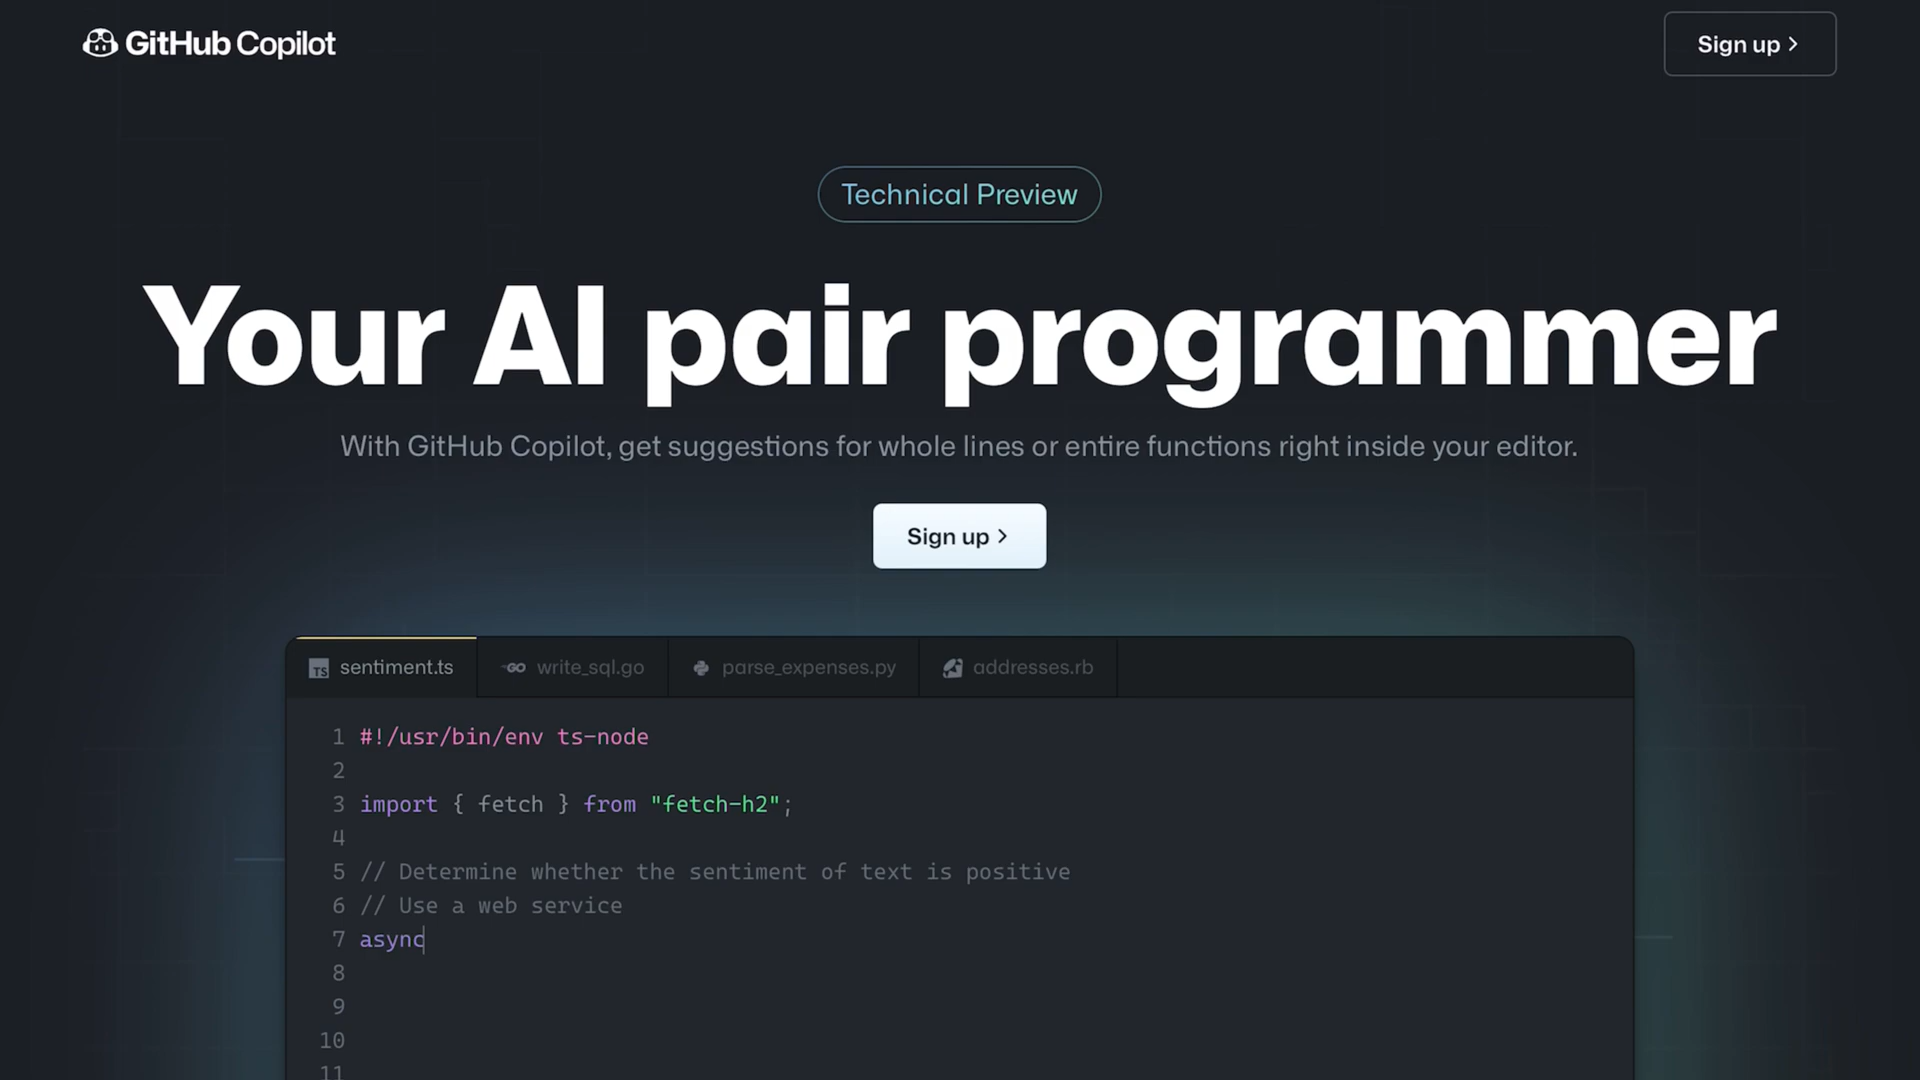 GitHub Copilot
Sign up
Technical Preview
Your AI pair programmer
With GitHub Copilot, get suggestions for whole lines or entire functions right inside your editor.
Sign up
TS sentiment.ts GO write_sql.go parse_expenses.py addresses.rb
1 #!/usr/bin/env ts-node
2
3 import { fetch } from "fetch-h2";
4
5 // Determine whether the sentiment of text is positive
6 // Use a web service
7 async
8
9
10
11